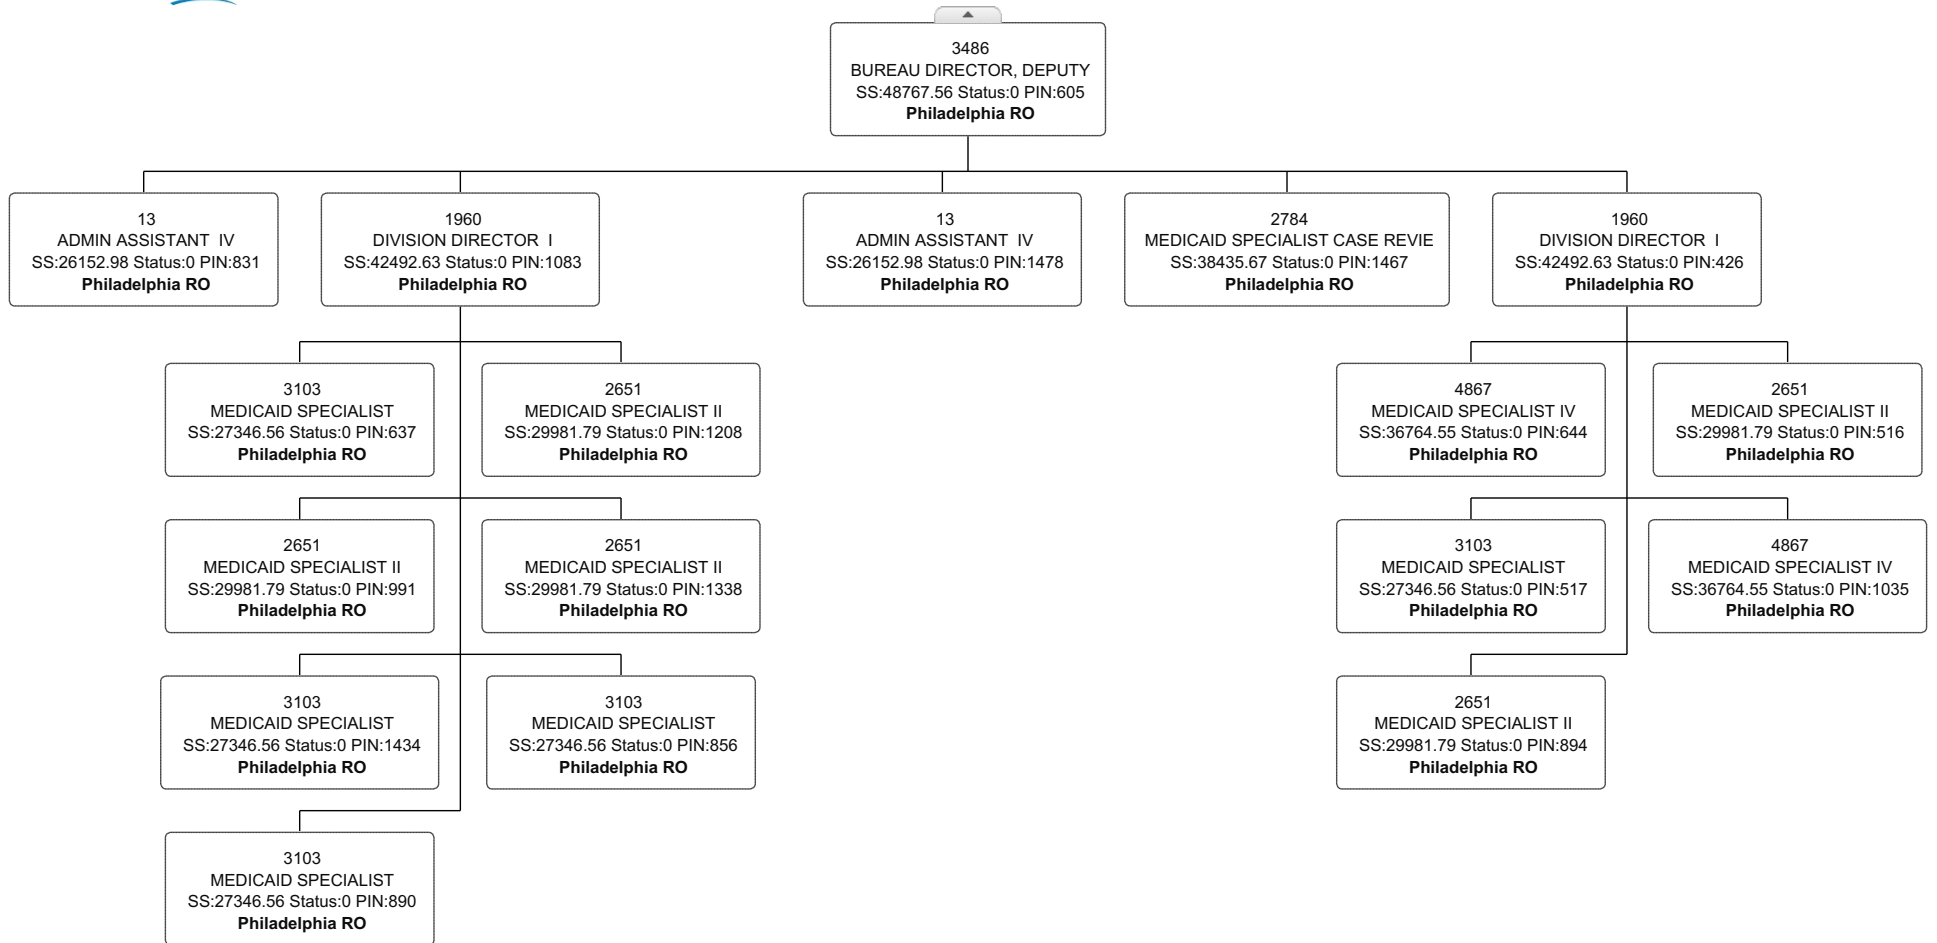 3486
BUREAU DIRECTOR, DEPUTY
SS:48767.56 Status:0 PIN:605
Philadelphia RO
13
ADMIN ASSISTANT  IV
SS:26152.98 Status:0 PIN:831
Philadelphia RO
1960
DIVISION DIRECTOR  I
SS:42492.63 Status:0 PIN:1083
Philadelphia RO
13
ADMIN ASSISTANT  IV
SS:26152.98 Status:0 PIN:1478
Philadelphia RO
2784
MEDICAID SPECIALIST CASE REVIE
SS:38435.67 Status:0 PIN:1467
Philadelphia RO
1960
DIVISION DIRECTOR  I
SS:42492.63 Status:0 PIN:426
Philadelphia RO
3103
MEDICAID SPECIALIST
SS:27346.56 Status:0 PIN:637
Philadelphia RO
2651
MEDICAID SPECIALIST II
SS:29981.79 Status:0 PIN:1208
Philadelphia RO
4867
MEDICAID SPECIALIST IV
SS:36764.55 Status:0 PIN:644
Philadelphia RO
2651
MEDICAID SPECIALIST II
SS:29981.79 Status:0 PIN:516
Philadelphia RO
2651
MEDICAID SPECIALIST II
SS:29981.79 Status:0 PIN:991
Philadelphia RO
2651
MEDICAID SPECIALIST II
SS:29981.79 Status:0 PIN:1338
Philadelphia RO
3103
MEDICAID SPECIALIST
SS:27346.56 Status:0 PIN:517
Philadelphia RO
4867
MEDICAID SPECIALIST IV
SS:36764.55 Status:0 PIN:1035
Philadelphia RO
3103
MEDICAID SPECIALIST
SS:27346.56 Status:0 PIN:1434
Philadelphia RO
3103
MEDICAID SPECIALIST
SS:27346.56 Status:0 PIN:856
Philadelphia RO
2651
MEDICAID SPECIALIST II
SS:29981.79 Status:0 PIN:894
Philadelphia RO
3103
MEDICAID SPECIALIST
SS:27346.56 Status:0 PIN:890
Philadelphia RO